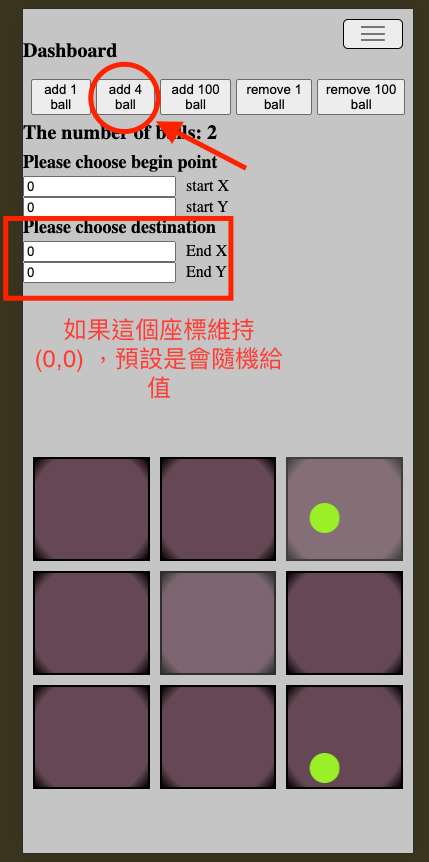 Dashboard
add 1 ball
add 4 ball
add 100 ball
remove 1 ball
remove 100 ball
The number of balls: 2
Please choose begin point
0 start X
0 start Y
Please choose destination
0 End X
0 End Y
如果這個座標維持
(0,0) ，預設是會隨機給
值